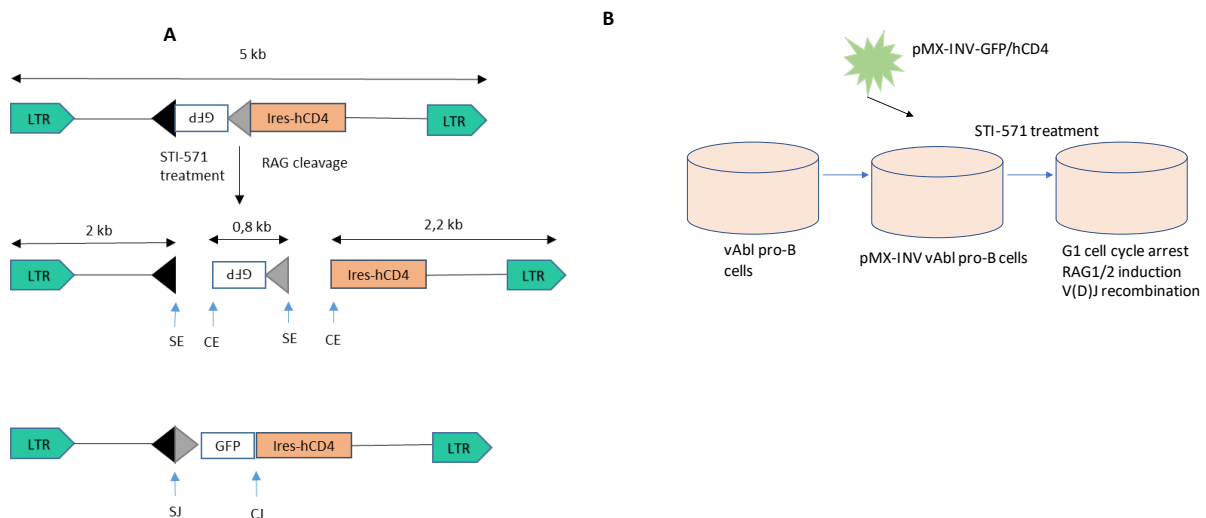 A
5 kb
LTR
GFP
Ires-hCD4
LTR
STI-571
treatment
RAG cleavage
2 kb
0,8 kb
2,2 kb
LTR
GFP
Ires-hCD4
LTR
SE
CE
SE
CE
LTR
GFP
Ires-hCD4
LTR
SJ
CJ
B
pMX-INV-GFP/hCD4
STI-571 treatment
vAbl pro-B
cells
pMX-INV vAbl pro-B cells
G1 cell cycle arrest
RAG1/2 induction
V(D)J recombination